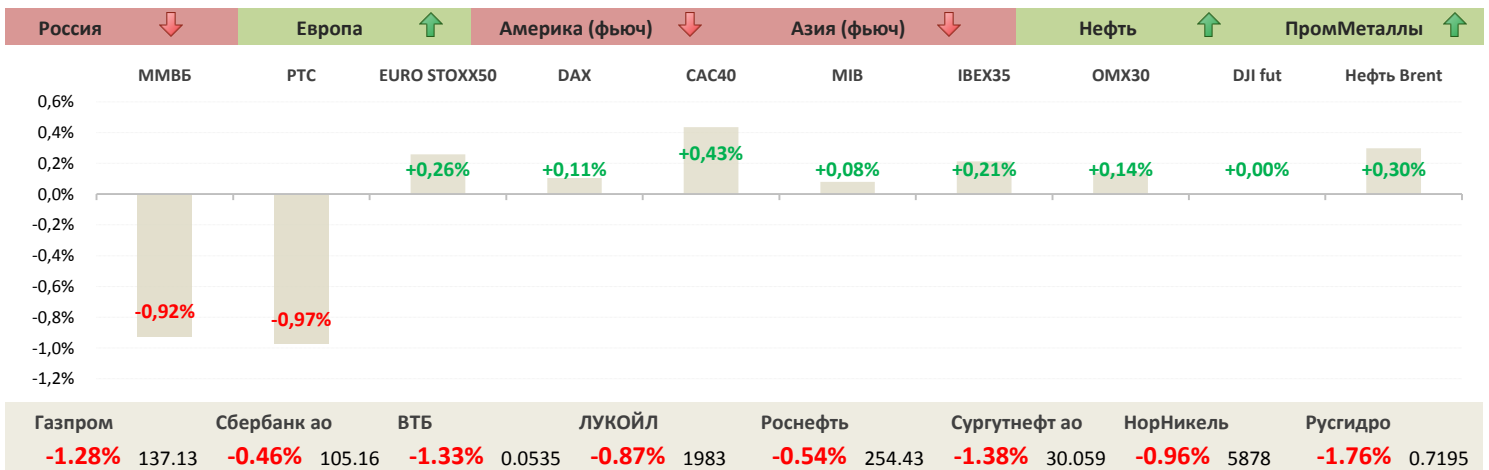 Россия Европа Америка (фьюч) Азия (фьюч) Нефть ПромМеталлы
ММВБ РТС EURO STOXX50 DAX CAC40 MIB IBEX35 OMX30 DJI fut Нефть Brent
0,6%
0,4%
+0,26% +0,11% +0,43% +0,08% +0,21% +0,14% +0,00% +0,30%
0,2%
0,0%
-0,2%
-0,4%
-0,6%
-0,8%
-0,92% -0,97%
-1,0%
-1,2%
Газпром Сбербанк ао ВТБ ЛУКОЙЛ Роснефть Сургутнефт ао НорНикель Русгидро
-1.28% 137.13 -0.46% 105.16 -1.33% 0.0535 -0.87% 1983 -0.54% 254.43 -1.38% 30.059 -0.96% 5878 -1.76% 0.7195